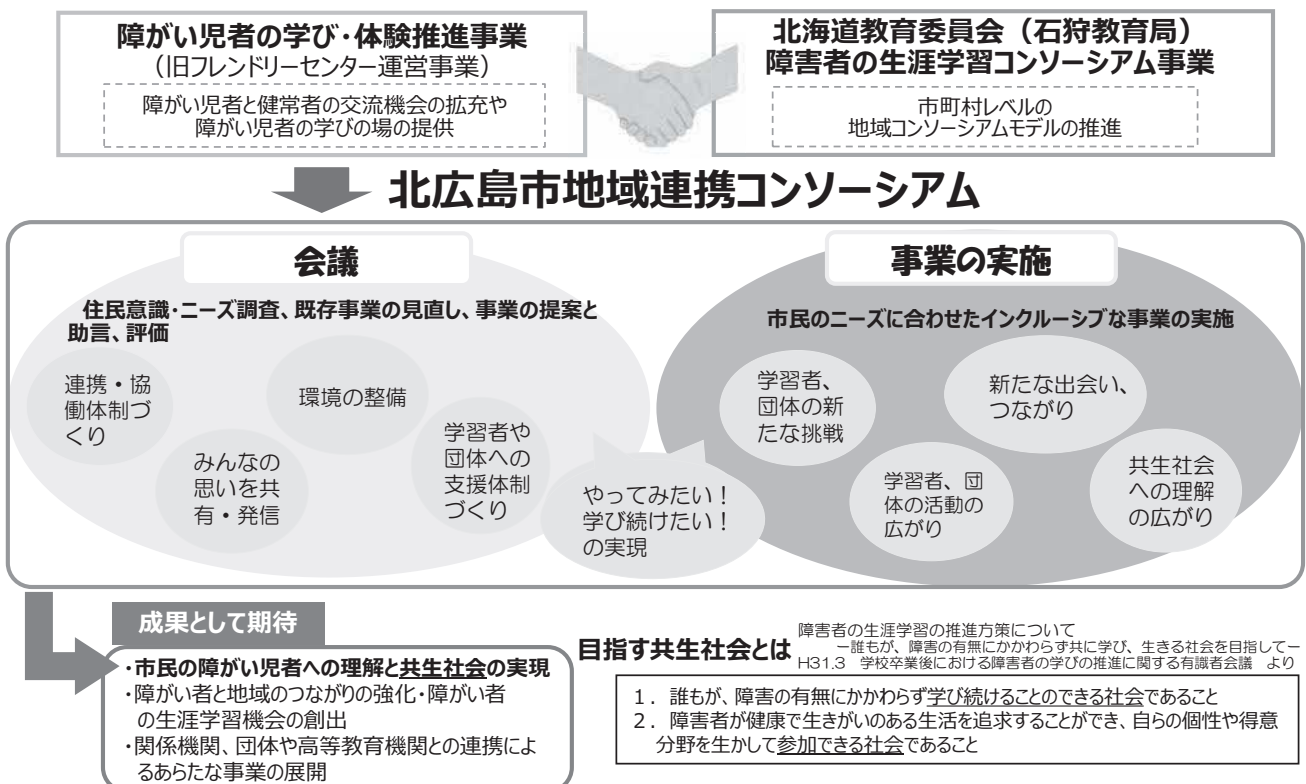 障がい児者の学び・体験推進事業
（旧フレンドリーセンター運営事業）
障がい児者と健常者の交流機会の拡充や
障がい児者の学びの場の提供
北海道教育委員会（石狩教育局）
障害者の生涯学習コンソーシアム事業
市町村レベルの
地域コンソーシアムモデルの推進
北広島市地域連携コンソーシアム
会議
住民意識・ニーズ調査、既存事業の見直し、事業の提案と
助言、評価
連携・協
働体制づ
くり
環境の整備
みんなの
思いを共
有・発信
学習者や
団体への
支援体制
づくり
やってみたい！
学び続けたい！
の実現
事業の実施
市民のニーズに合わせたインクルーシブな事業の実施
学習者、
団体の新
たな挑戦
新たな出会い、
つながり
学習者、団
体の活動の
広がり
共生社会
への理解
の広がり
成果として期待
・市民の障がい児者への理解と共生社会の実現
・障がい者と地域のつながりの強化・障がい者
の生涯学習機会の創出
・関係機関、団体や高等教育機関との連携によ
るあらたな事業の展開
目指す共生社会とは
障害者の生涯学習の推進方策について
ー誰もが、障害の有無にかかわらず共に学び、生きる社会を目指してー
H31.3　学校卒業後における障害者の学びの推進に関する有識者会議　より
1．誰もが、障害の有無にかかわらず学び続けることのできる社会であること
2．障害者が健康で生きがいのある生活を追求することができ、自らの個性や得意
分野を生かして参加できる社会であること